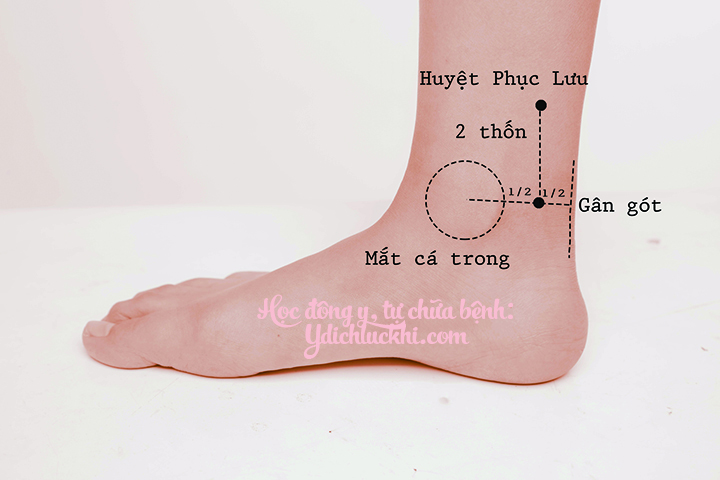 Huyệt Phục Lưu
2 thốn
1/2 1/2
Gân gót
Mắt cá trong
Học đông y, tự chữa bệnh:
Ydichluckhi.com